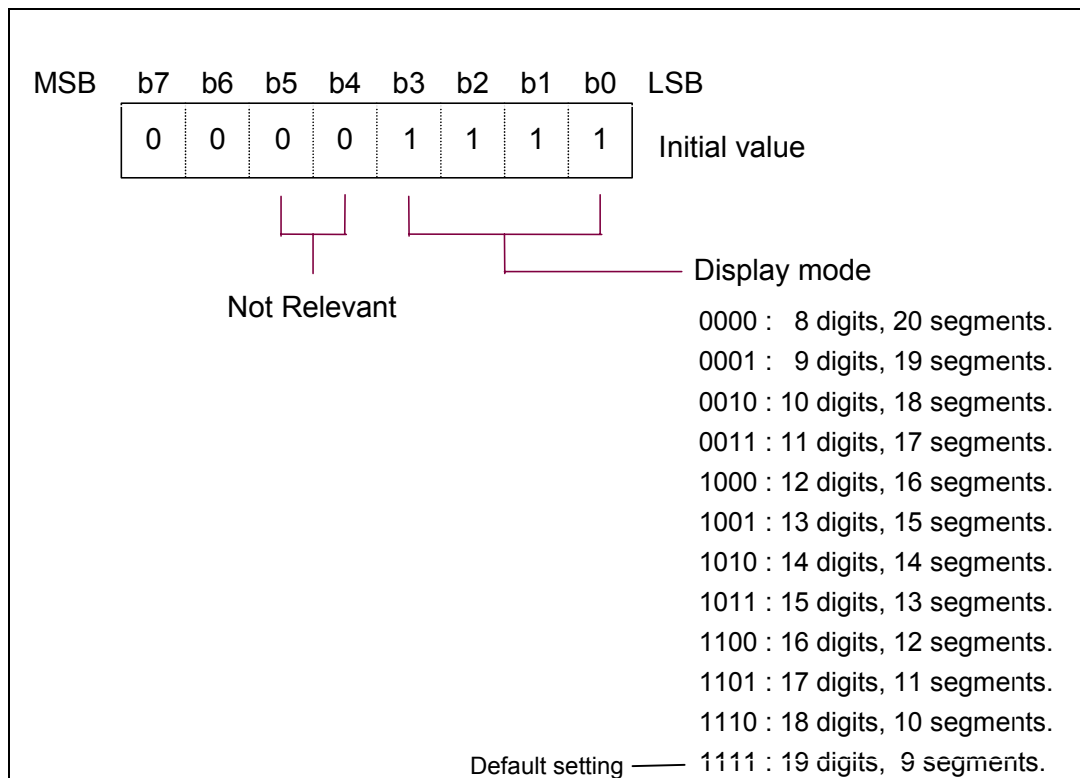 MSB b7 b6 b5 b4 b3 b2 b1 b0 LSB
0 0 0 0 1 1 1 1 Initial value
Display mode
Not Relevant
0000 : 8 digits, 20 segments.
0001 : 9 digits, 19 segments.
0010 : 10 digits, 18 segments.
0011 : 11 digits, 17 segments.
1000 : 12 digits, 16 segments.
1001 : 13 digits, 15 segments.
1010 : 14 digits, 14 segments.
1011 : 15 digits, 13 segments.
1100 : 16 digits, 12 segments.
1101 : 17 digits, 11 segments.
1110 : 18 digits, 10 segments.
Default setting 1111 : 19 digits, 9 segments.